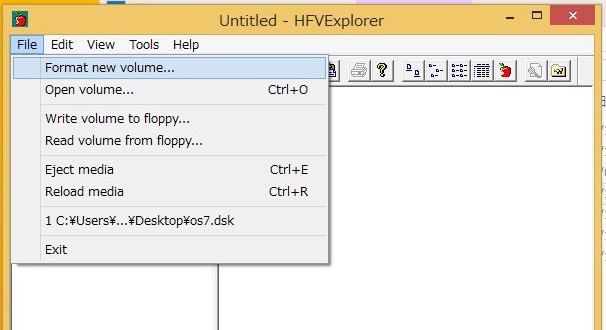 Untitled - HFVExplorer
File Edit View Tools Help
Format new volume...
Open volume... Ctrl+O
Write volume to floppy...
Read volume from floppy...
Eject media Ctrl+E
Reload media Ctrl+R
1 C:¥Users¥...¥Desktop¥os7.dsk
Exit